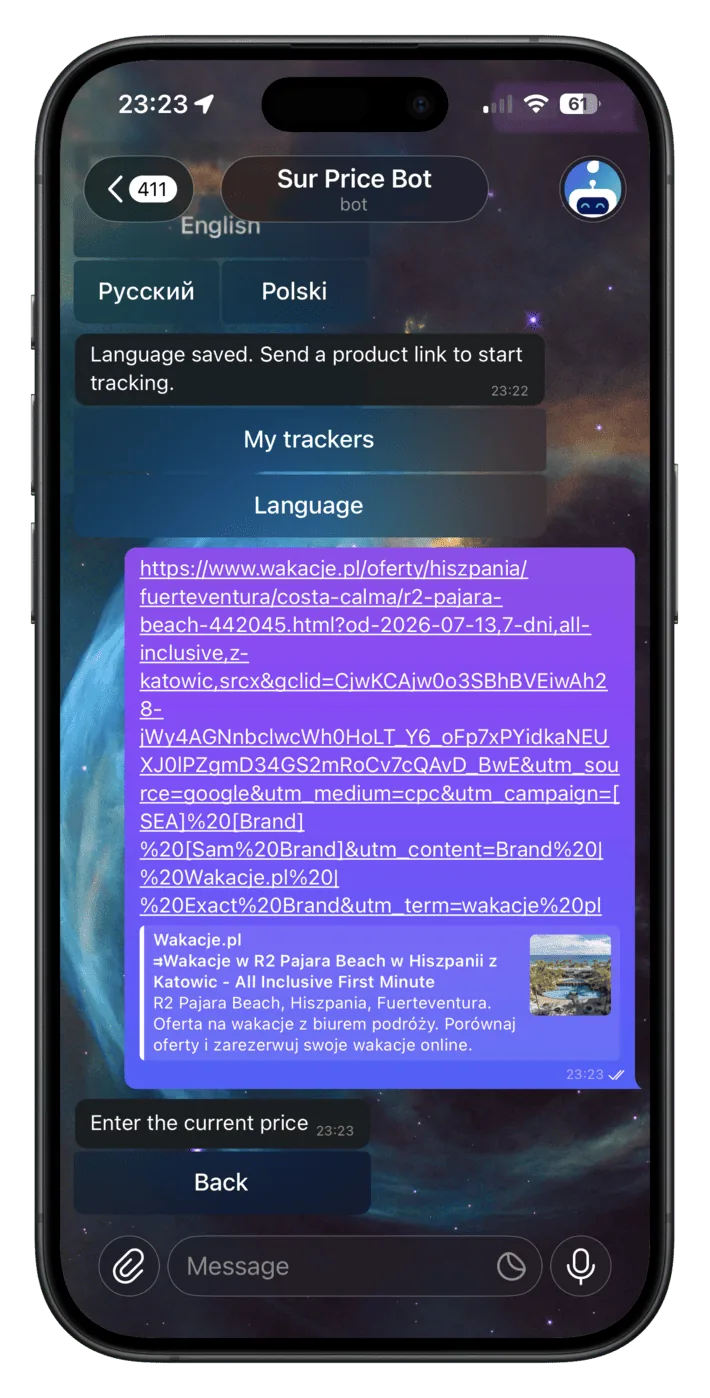 23:23
61
411
Sur Price Bot
bot
English
Русский
Polski
Language saved. Send a product link to start
tracking.
23:22
My trackers
Language
https://www.wakacje.pl/oferty/hiszpania/
fuerteventura/costa-calma/r2-pajara-
beach-442045.html?od-2026-07-13,7-dni,all-
inclusive,z-
katowic,srcx&gclid=CjwKCAjw0o3SBhBVEiwAh2
8-
jWy4AGNnbclwcWh0HoLT_Y6_oFp7xPYidkaNEU
XJ0lPZgmD34GS2mRoCv7cQAvD_BwE&utm_sou
rce=google&utm_medium=cpc&utm_campaign=[
SEA]%20[Brand]
%20[Sam%20Brand]&utm_content=Brand%20|
%20Wakacje.pl%20|
%20Exact%20Brand&utm_term=wakacje%20pl
Wakacje.pl
⇉Wakacje w R2 Pajara Beach w Hiszpanii z
Katowic - All Inclusive First Minute
R2 Pajara Beach, Hiszpania, Fuerteventura.
Oferta na wakacje z biurem podróży. Porównaj
oferty i zarezerwuj swoje wakacje online.
23:23
Enter the current price
23:23
Back
Message